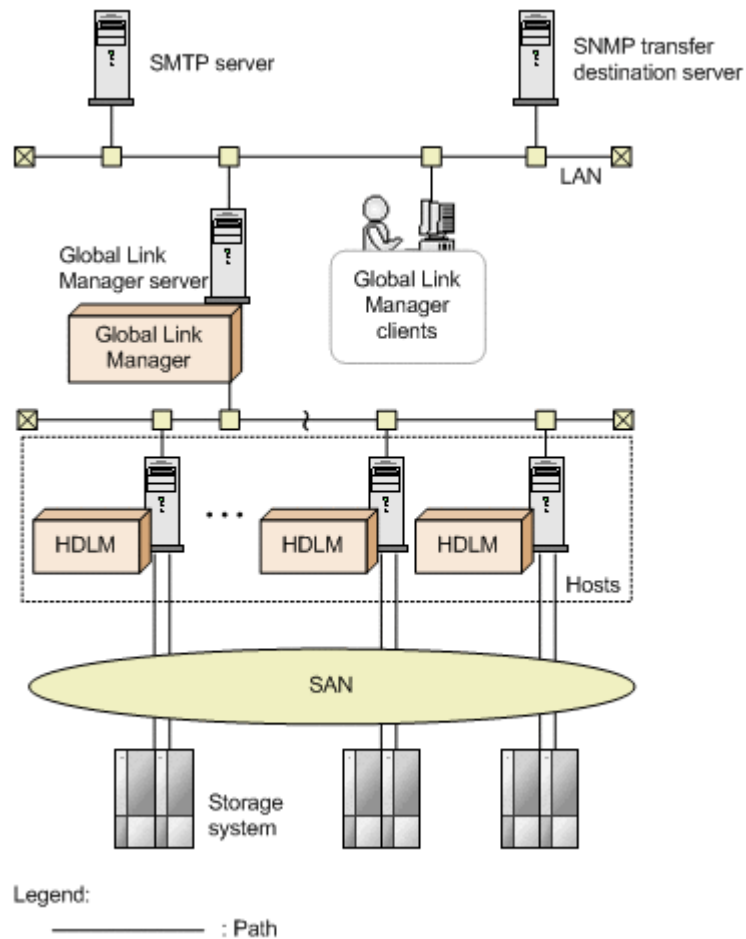 SMTP server
SNMP transfer
destination server
LAN
Global Link
Manager server
Global Link
Manager
clients
Global Link
Manager
HDLM
...
HDLM
HDLM
Hosts
SAN
Storage
system
Legend:
: Path